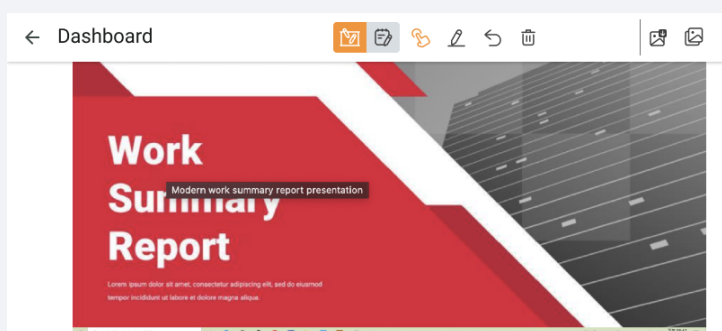 Dashboard
Work
Modern work summary report presentation
Summary
Report
Lorem ipsum dolor sit amet, consectetur adipiscing elit, sed do eiusmod
tempor incididunt ut labore et dolore magna aliqua.